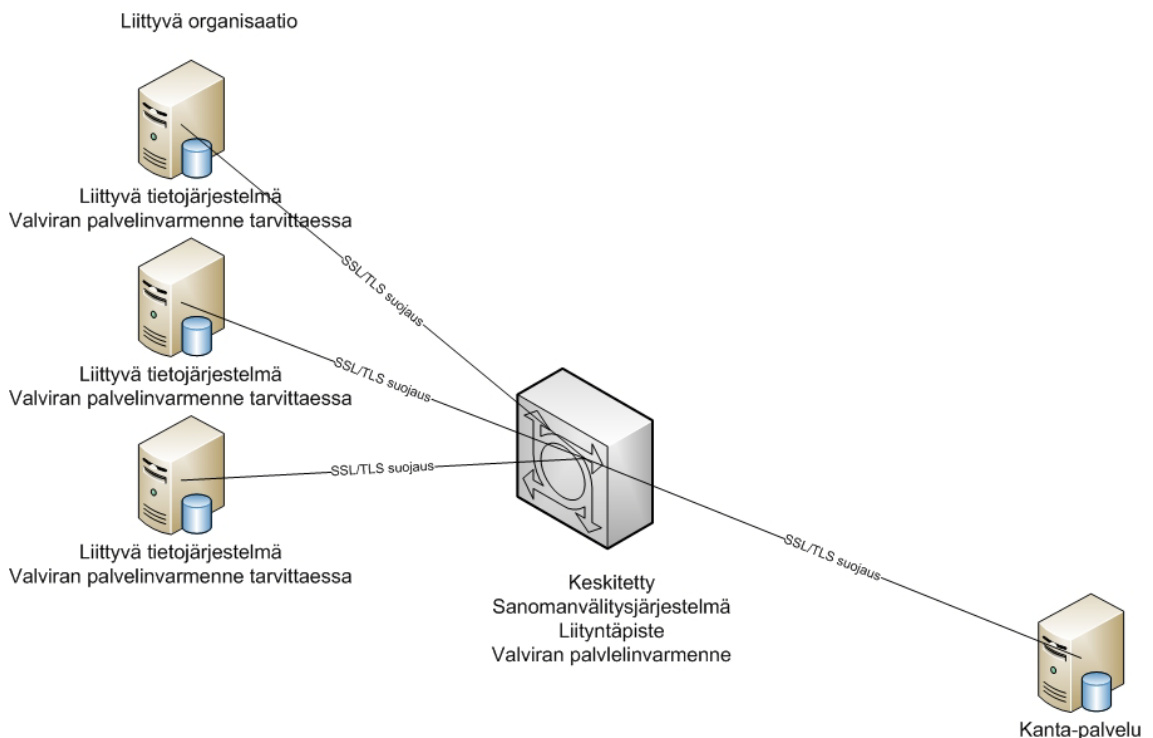 Liittyvä organisaatio
Liittyvä tietojärjestelmä
Valviran palvelinvarmenne tarvittaessa
SSL/TLS suojaus
Liittyvä tietojärjestelmä
Valviran palvelinvarmenne tarvittaessa
SSL/TLS suojaus
Liittyvä tietojärjestelmä
Valviran palvelinvarmenne tarvittaessa
SSL/TLS suojaus
Keskitetty
Sanomanvälitysjärjestelmä
Liityntäpiste
Valviran palvlelinvarmenne
SSL/TLS suojaus
Kanta-palvelu